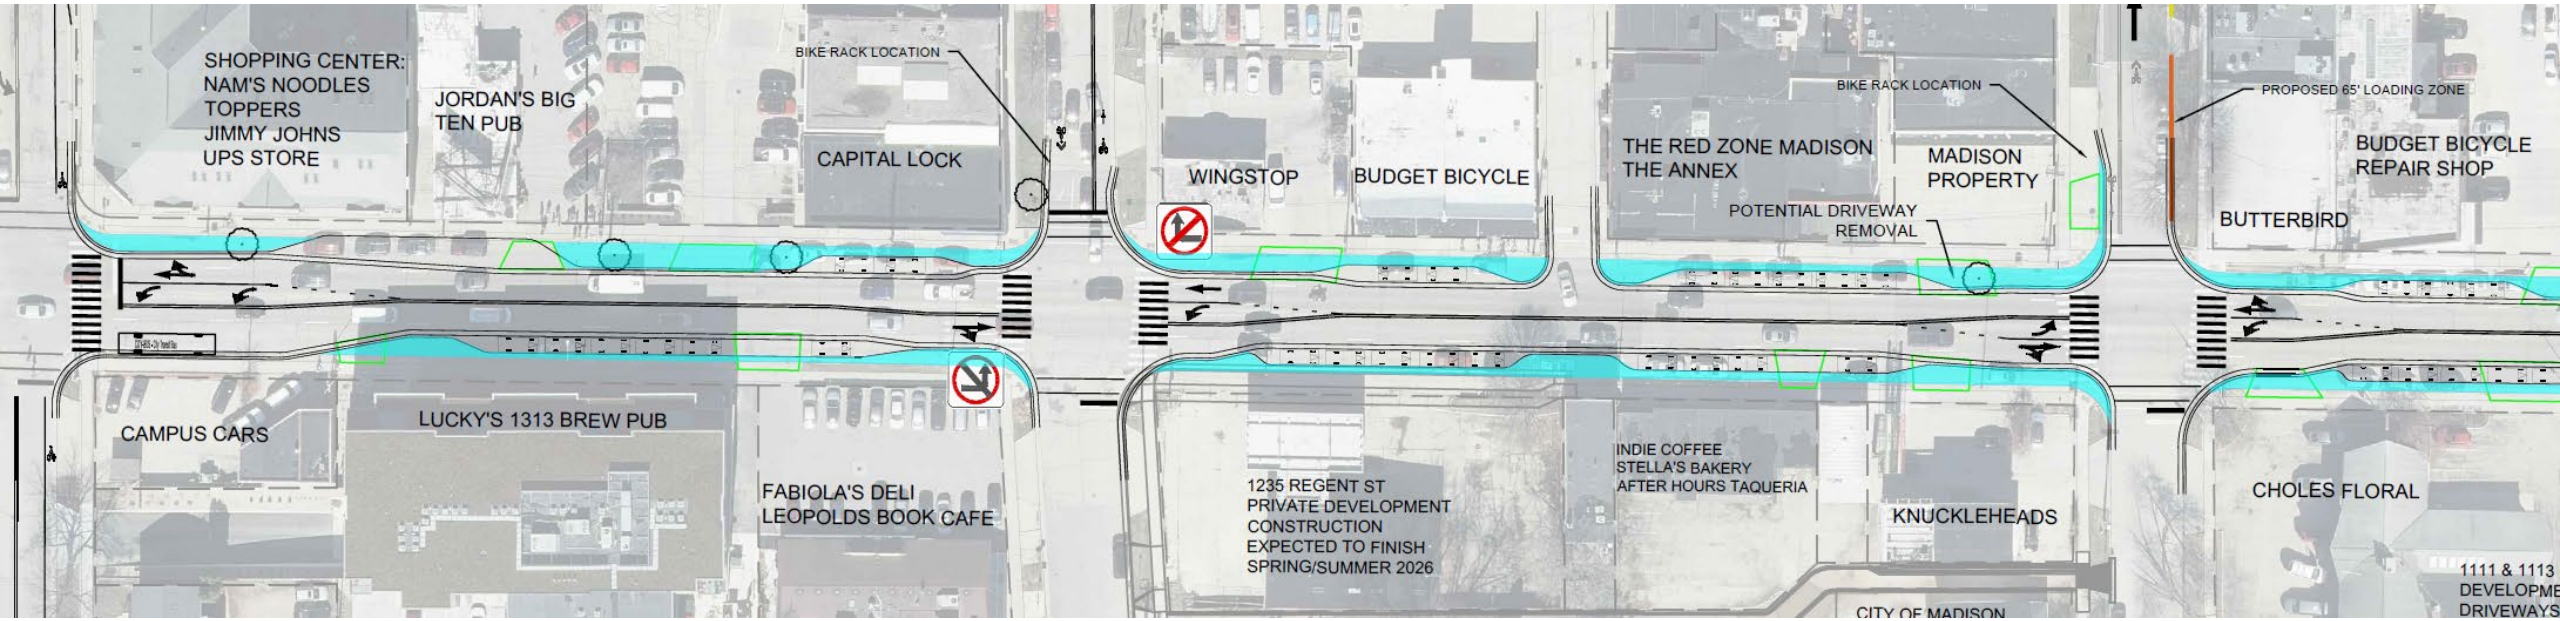 SHOPPING CENTER:
NAM'S NOODLES
TOPPERS
JIMMY JOHNS
UPS STORE
JORDAN'S BIG
TEN PUB
BIKE RACK LOCATION
CAPITAL LOCK
WINGSTOP
BUDGET BICYCLE
THE RED ZONE MADISON
THE ANNEX
BIKE RACK LOCATION
MADISON
PROPERTY
POTENTIAL DRIVEWAY
REMOVAL
PROPOSED 65' LOADING ZONE
BUDGET BICYCLE
REPAIR SHOP
BUTTERBIRD
CAMPUS CARS
LUCKY'S 1313 BREW PUB
FABIOLA'S DELI
LEOPOLDS BOOK CAFE
1235 REGENT ST
PRIVATE DEVELOPMENT
CONSTRUCTION
EXPECTED TO FINISH
SPRING/SUMMER 2026
INDIE COFFEE
STELLA'S BAKERY
AFTER HOURS TAQUERIA
KNUCKLEHEADS
CITY OF MADISON
CHOLES FLORAL
1111 & 1113
DEVELOPME
DRIVEWAYS